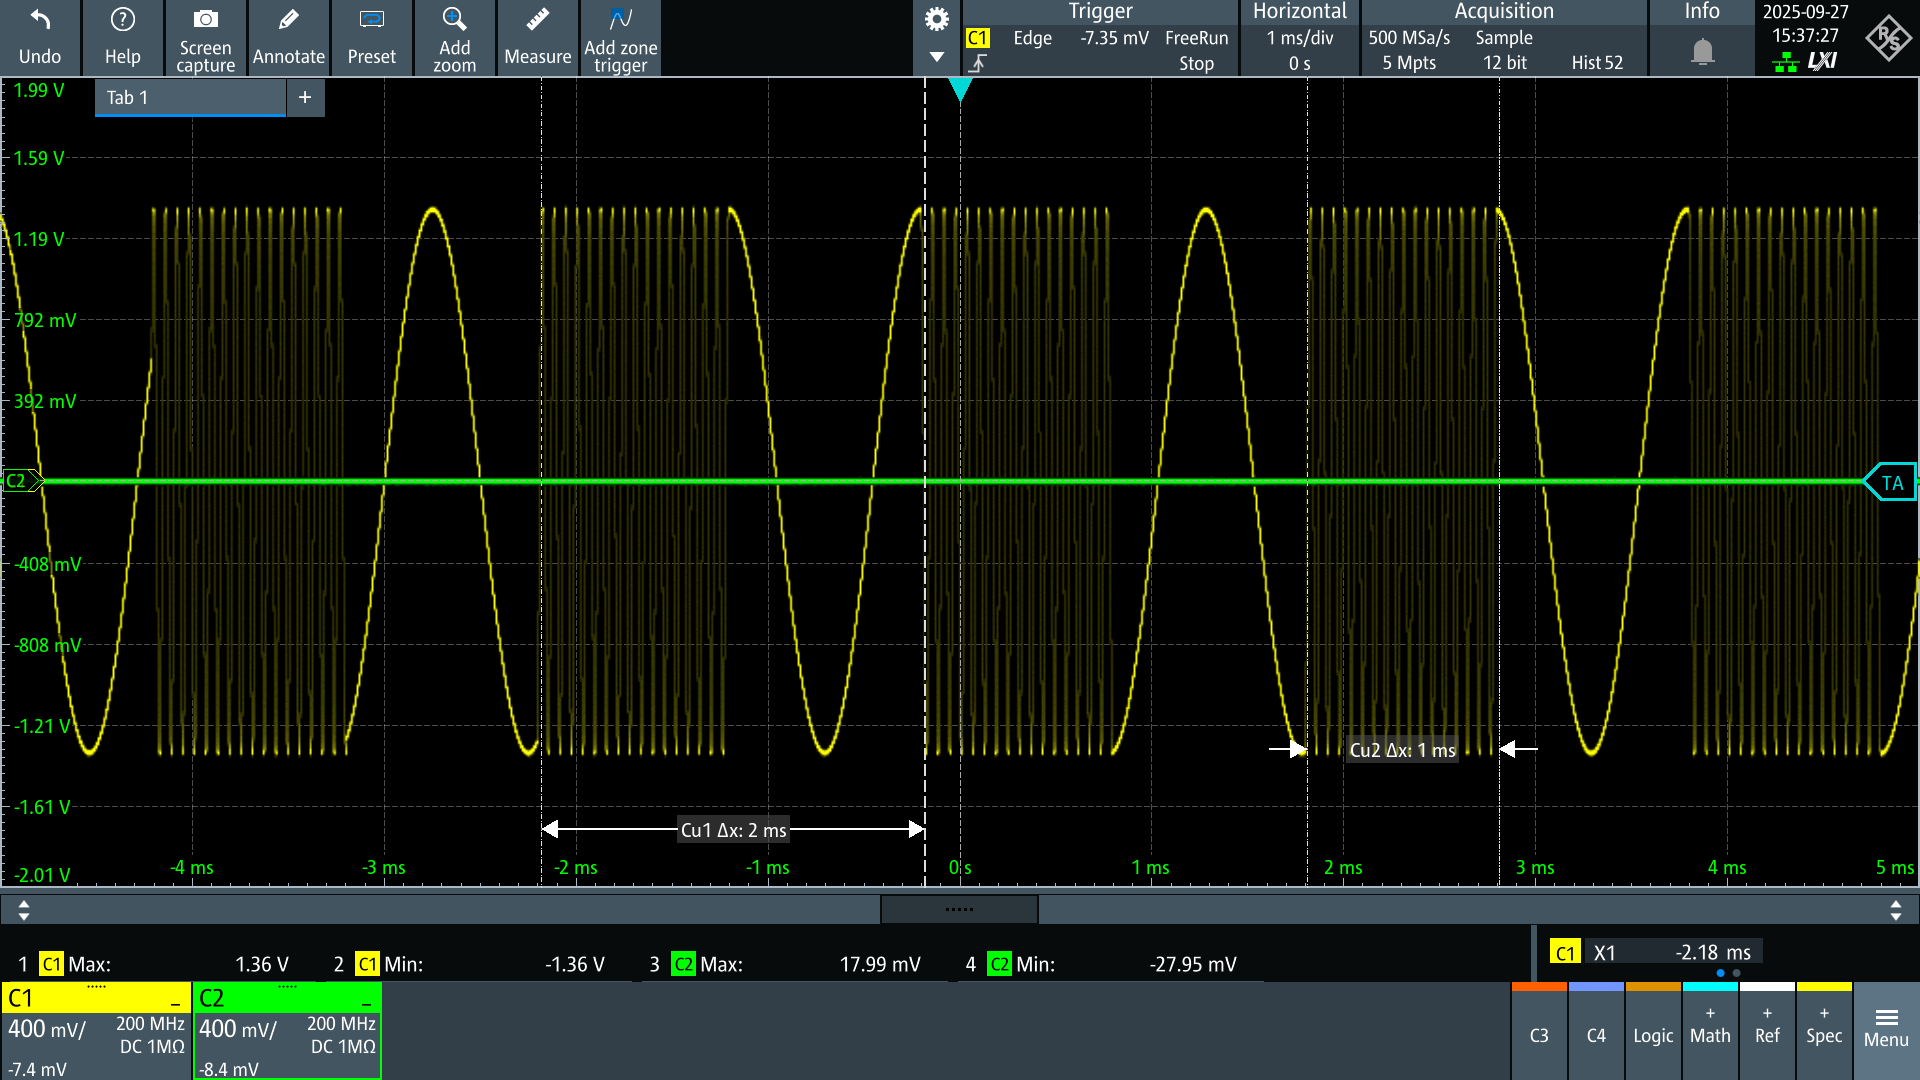 Undo
Help
Screen
capture
Annotate
Preset
Add
zoom
Measure
Add zone
trigger
Trigger
C1 Edge -7.35 mV FreeRun
Stop
Horizontal
1 ms/div
0 s
Acquisition
500 MSa/s Sample
5 Mpts 12 bit Hist 52
Info
2025-09-27
15:37:27
LXI
R&S
Tab 1 +
1.99 V
1.59 V
1.19 V
792 mV
392 mV
C2
TA
-408 mV
-808 mV
-1.21 V
Cu2 Δx: 1 ms
-1.61 V
Cu1 Δx: 2 ms
-2.01 V
-4 ms -3 ms -2 ms -1 ms 0 s 1 ms 2 ms 3 ms 4 ms 5 ms
1 C1 Max: 1.36 V 2 C1 Min: -1.36 V 3 C2 Max: 17.99 mV 4 C2 Min: -27.95 mV
C1 X1 -2.18 ms
C1
400 mV/ 200 MHz
DC 1MΩ
-7.4 mV
C2
400 mV/ 200 MHz
DC 1MΩ
-8.4 mV
C3
C4
Logic
+
Math
+
Ref
+
Spec
Menu